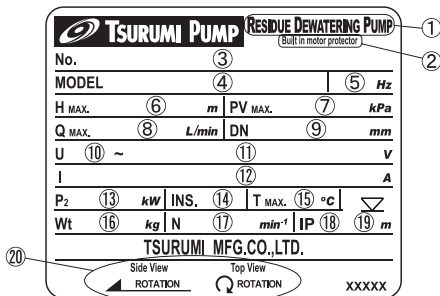 TSURUMI PUMP RESIDUE DEWATERING PUMP ①
Built in motor protector ②
No. ③
MODEL ④ ⑤ Hz
H MAX. ⑥ m PV MAX. ⑦ kPa
Q MAX. ⑧ L/min DN ⑨ mm
U ⑩ ~ ⑪ V
I ⑫ A
P2 ⑬ kW INS. ⑭ T MAX. ⑮ °C
Wt ⑯ kg N ⑰ min-1 IP ⑱ ⑲ m
TSURUMI MFG.CO.,LTD.
⑳ Side View Top View
ROTATION ROTATION XXXXX